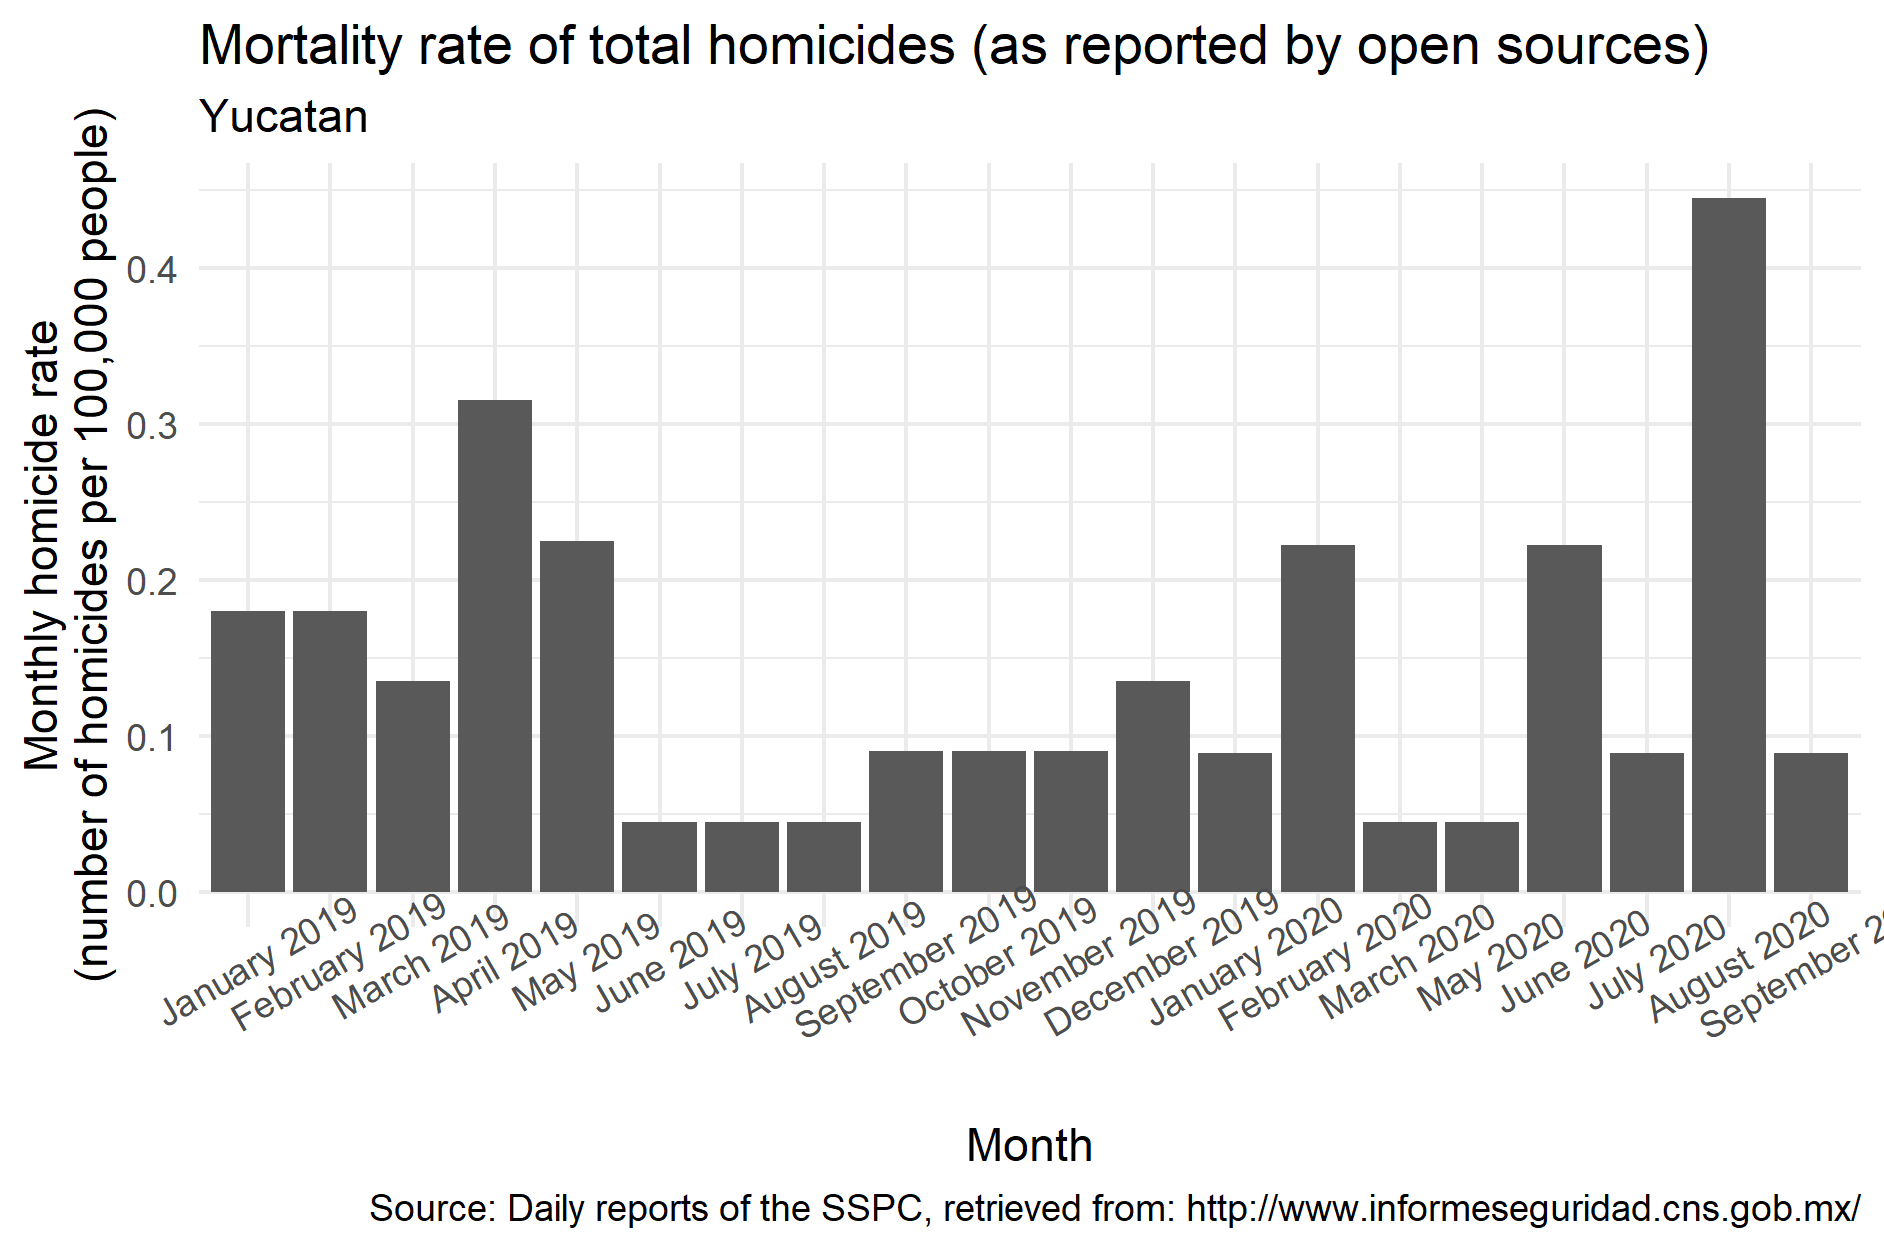 Mortality rate of total homicides (as reported by open sources)
Yucatan
Monthly homicide rate
(number of homicides per 100,000 people)
0.4
0.3
0.2
0.1
0.0
January 2019
February 2019
March 2019
April 2019
May 2019
June 2019
July 2019
August 2019
September 2019
October 2019
November 2019
December 2019
January 2020
February 2020
March 2020
May 2020
June 2020
July 2020
August 2020
September
Month
Source: Daily reports of the SSPC, retrieved from: http://www.informeseguridad.cns.gob.mx/